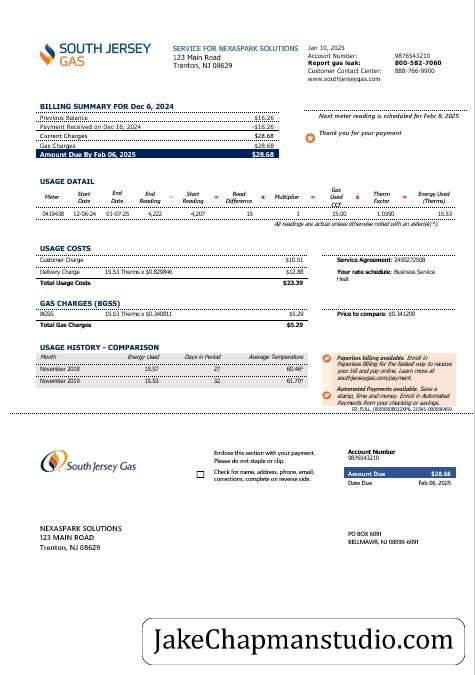 SOUTH JERSEY
GAS
SERVICE FOR NEXASPARK SOLUTIONS
123 Main Road
Trenton, NJ 08629
Jan 10, 2025
Account Number: 9876543210
Report gas leak: 800-582-7060
Customer Contact Center: 888-766-9900
www.southjerseygas.com
BILLING SUMMARY FOR Dec 6, 2024
Previous Balance $16.26
Payment Received on Dec 16, 2024 -$16.26
Current Charges $28.68
Gas Charges $28.68
Amount Due By Feb 06, 2025 $28.68
Next meter reading is scheduled for Febr 8, 2025
Thank you for your payment
USAGE DATAIL
Meter Start Date End Date End Reading - Start Reading = Read Difference x Multiplier = Gas Used CCF x Therm Factor = Energy Used (Therms)
0419438 12-06-24 01-07-25 4,222 4,207 15 1 15.00 1.0350 15.53
All readings are actual unless otherwise noted with an asterisk(*).
USAGE COSTS
Customer Charge $10.51
Delivery Charge 15.53 Therms x $0.829846 $12.88
Total Usage Costs $23.39
Service Agreement: 2490272508
Your rate schedule: Business Service
Heat
GAS CHARGES (BGSS)
BGSS 15.53 Therms x $0.340811 $5.29
Total Gas Charges $5.29
Price to compare: $0.341209
USAGE HISTORY - COMPARISON
Month Energy Used Days in Period Average Temperature
November 2018 15.57 27 60.46°
November 2019 15.53 32 61.70°
Paperless billing available. Enroll in
Paperless Billing for the fastest way to receive
your bill and pay online. Learn more at
southjerseygas.com/payment.
Automated Payments available. Save a
stamp, time and money. Enroll in Automated
Payments from your checking or savings.
South Jersey Gas
Enclose this section with your payment.
Please do not staple or clip.
Check for name, address, phone, email,
corrections, complete on reverse side.
Account Number
9876543210
Amount Due $28.68
Date Due Feb 06, 2025
NEXASPARK SOLUTIONS
123 MAIN ROAD
Trenton, NJ 08629
PO BOX 6091
BELLMAWR, NJ 08099-6091
JakeChapmanstudio.com